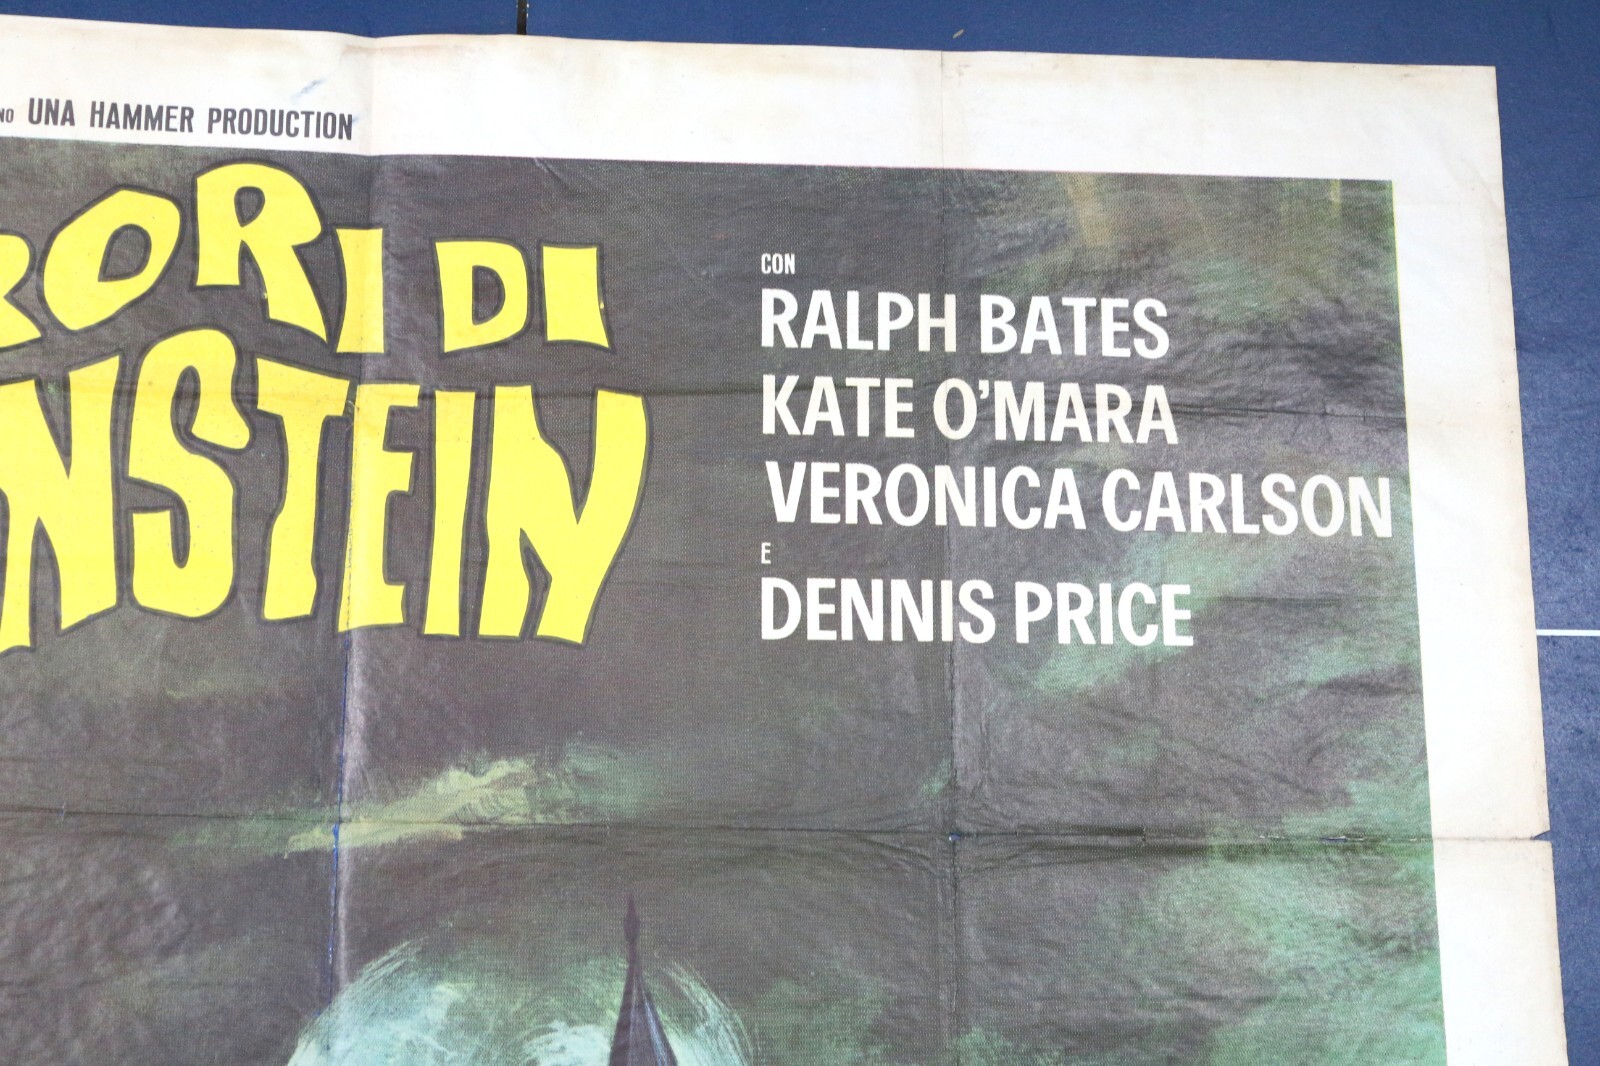 UNA HAMMER PRODUCTION
RORI DI
NSTEIN
CON
RALPH BATES
KATE O'MARA
VERONICA CARLSON
E
DENNIS PRICE